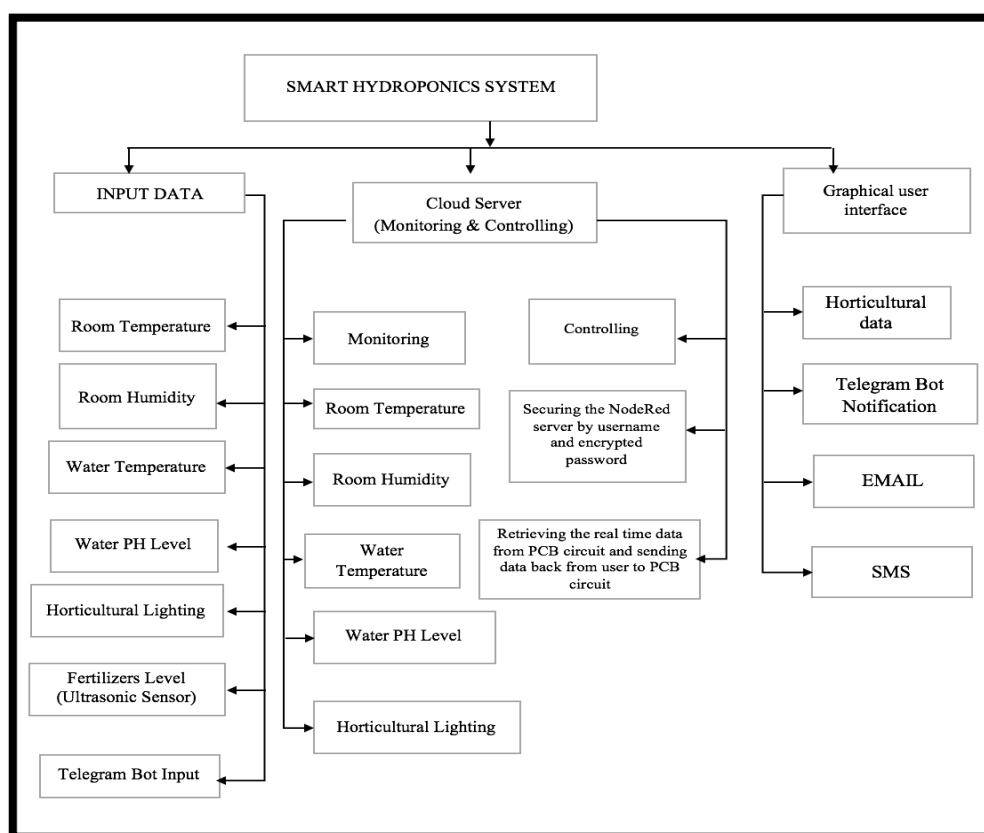 SMART HYDROPONICS SYSTEM
INPUT DATA
Room Temperature
Room Humidity
Water Temperature
Water PH Level
Horticultural Lighting
Fertilizers Level
(Ultrasonic Sensor)
Telegram Bot Input
Cloud Server
(Monitoring & Controlling)
Monitoring
Room Temperature
Room Humidity
Water
Temperature
Water PH Level
Horticultural Lighting
Controlling
Securing the NodeRed
server by username
and encrypted
password
Retrieving the real time data
from PCB circuit and sending
data back from user to PCB
circuit
Graphical user
interface
Horticultural
data
Telegram Bot
Notification
EMAIL
SMS